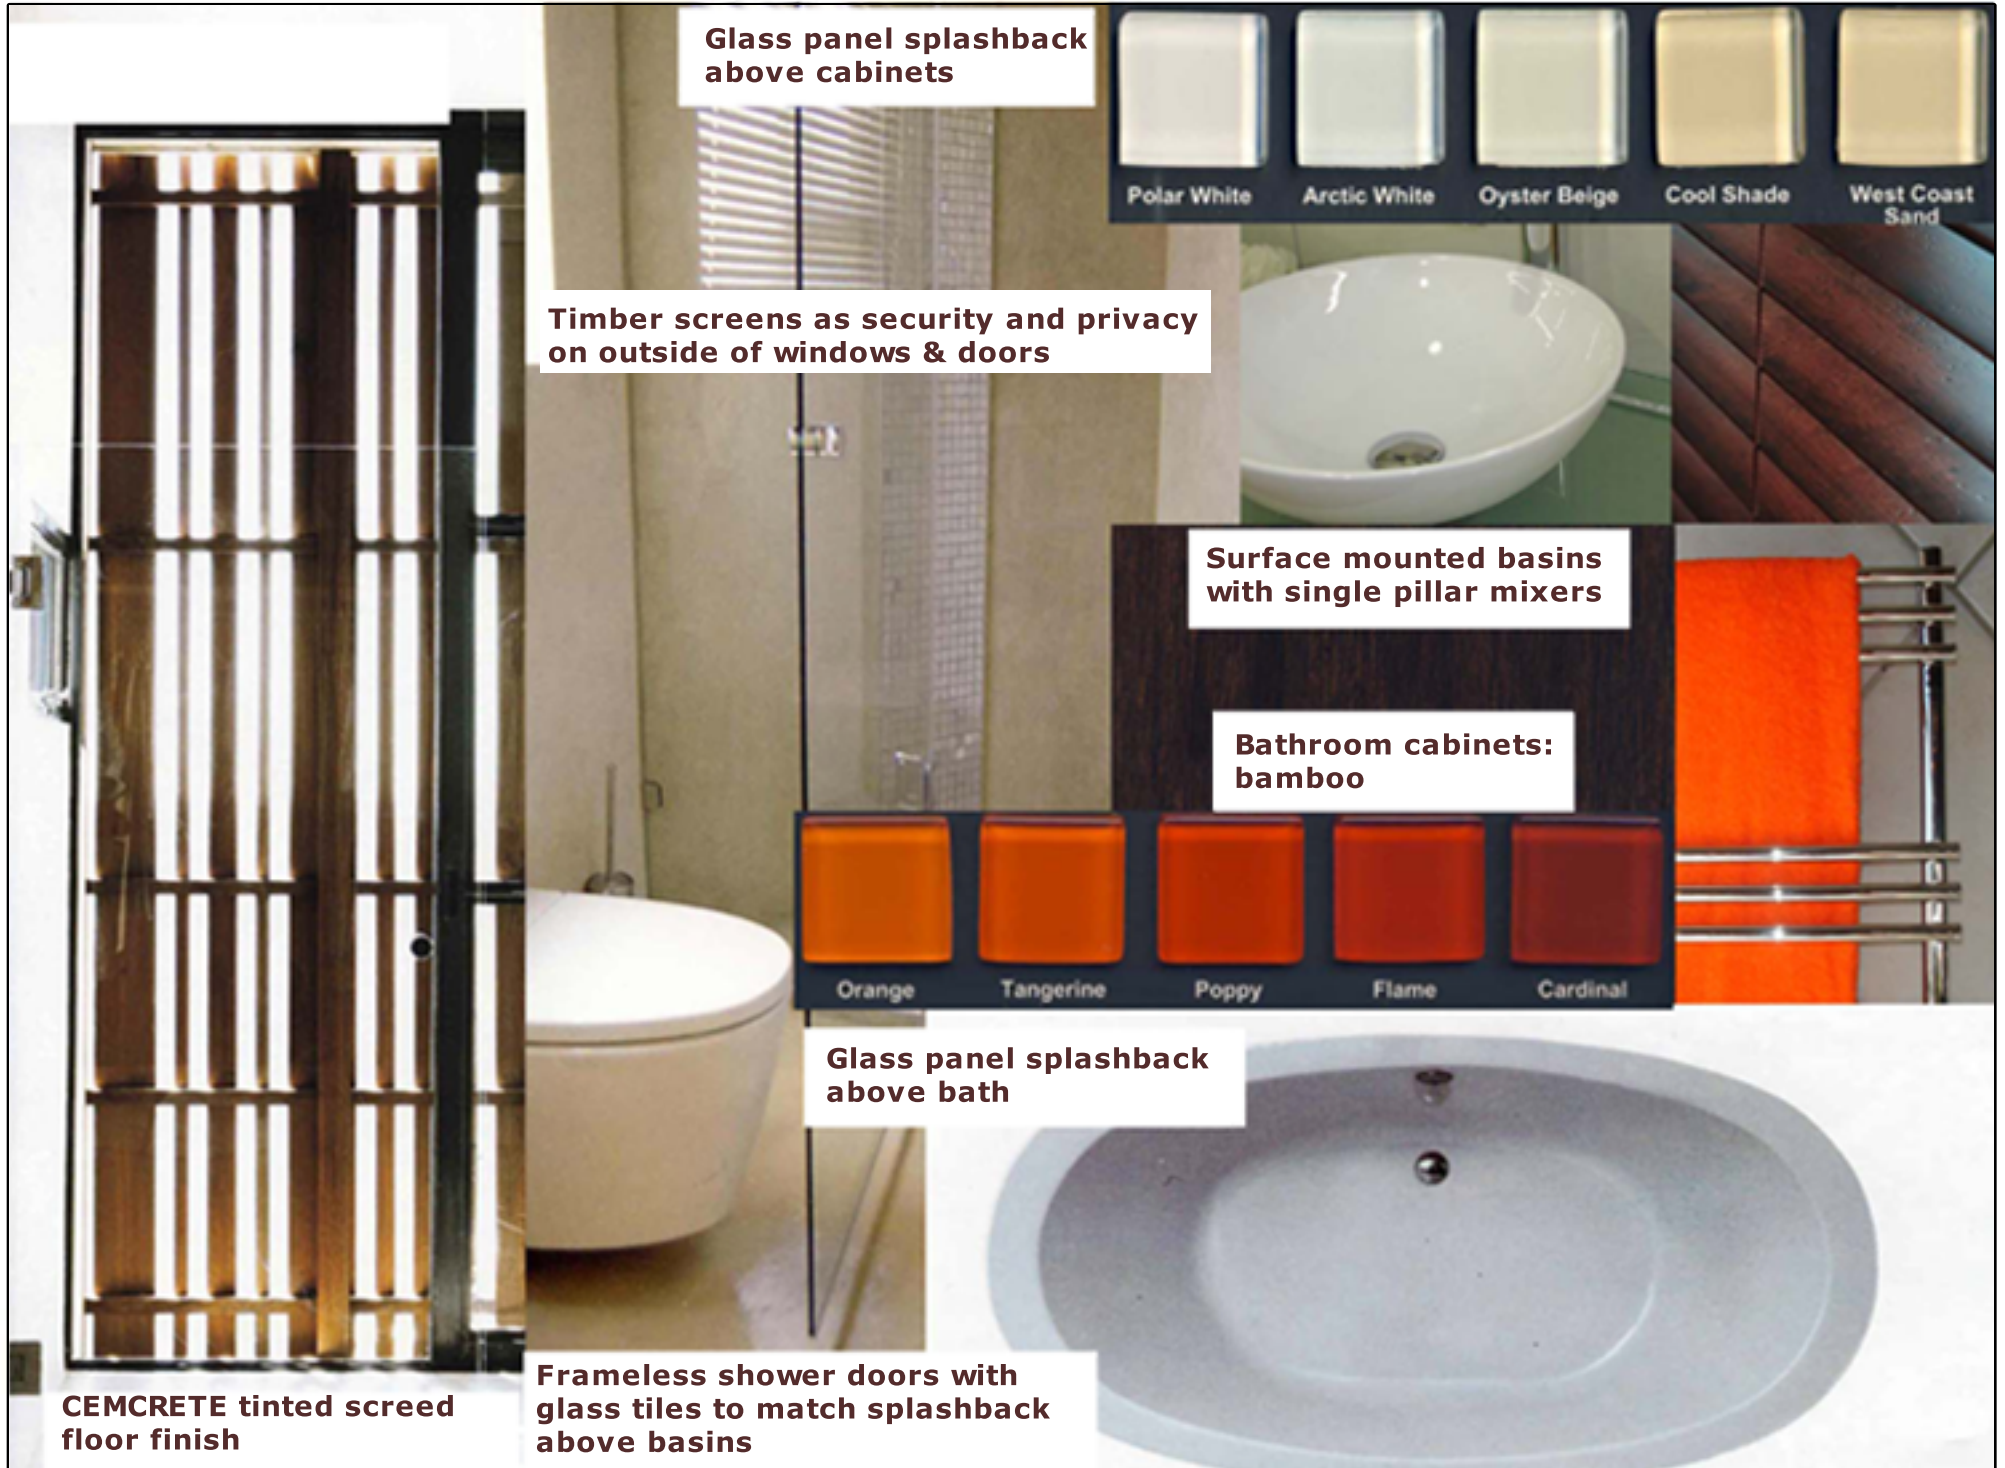 Glass panel splashback
above cabinets
Polar White
Arctic White
Oyster Beige
Cool Shade
West Coast
Sand
Timber screens as security and privacy
on outside of windows & doors
Surface mounted basins
with single pillar mixers
Bathroom cabinets:
bamboo
Orange
Tangerine
Poppy
Flame
Cardinal
Glass panel splashback
above bath
Frameless shower doors with
glass tiles to match splashback
above basins
CEMCRETE tinted screed
floor finish